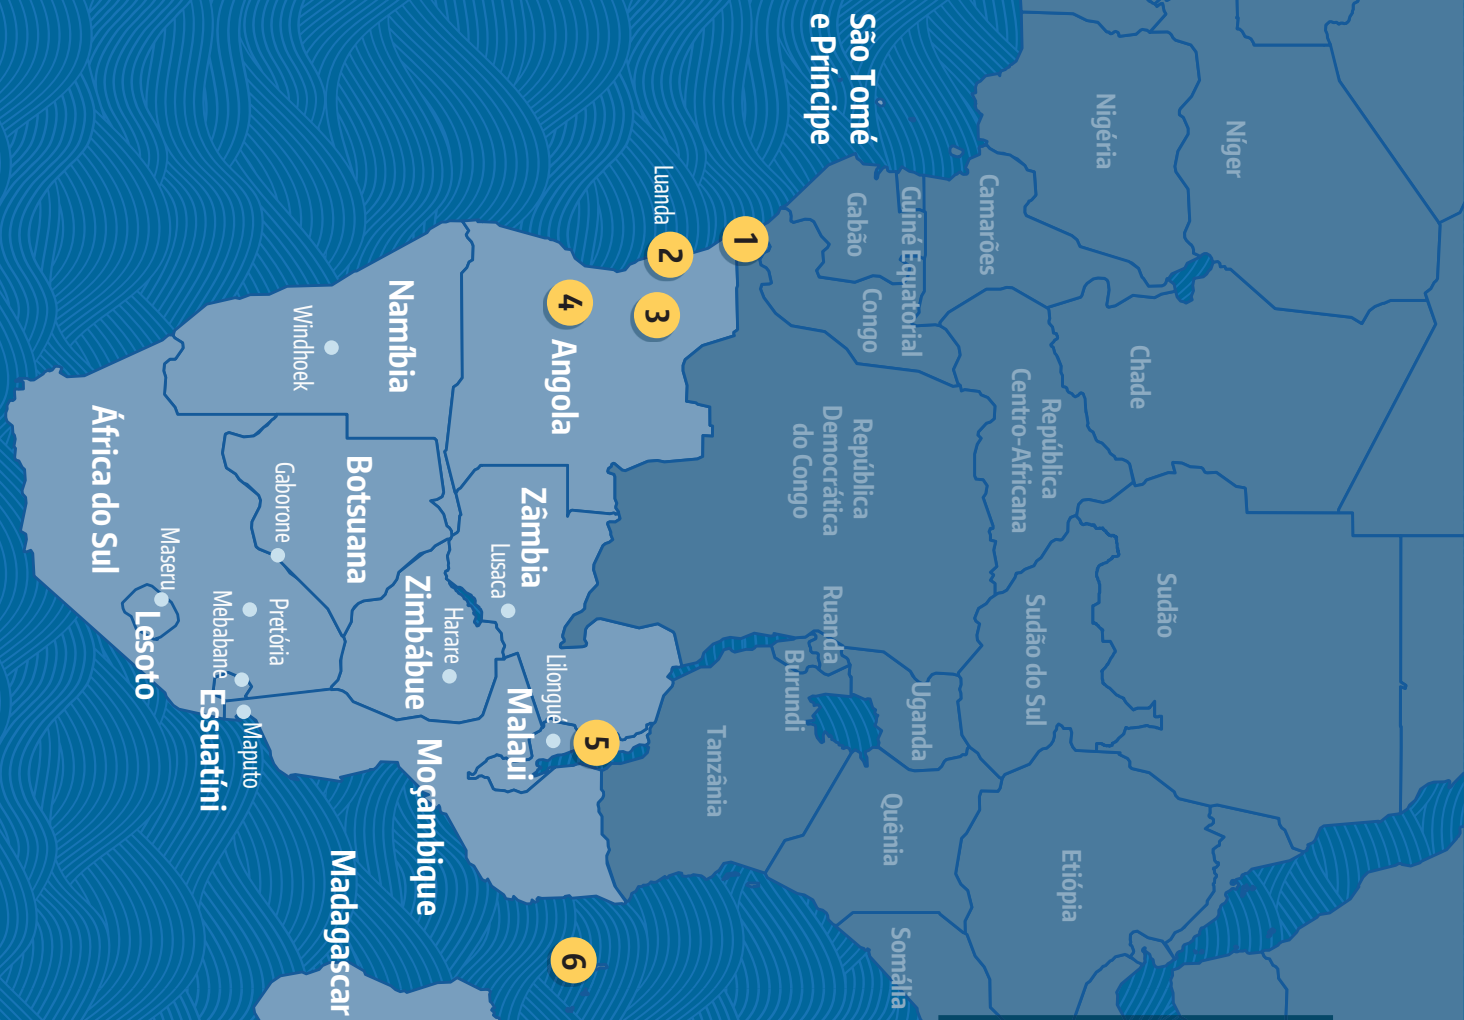 São Tomé
e Príncipe
Níger
Nigéria
Camarões
Guiné Equatorial
Gabão
Congo
Chade
República
Centro-Africana
República
Democrática
do Congo
Sudão
Sudão do Sul
Ruanda
Burundi
Uganda
Tanzânia
Quênia
Etiópia
Somália
1
Luanda
2
3
4
Angola
Namíbia
Windhoek
Zâmbia
Lusaca
Botsuana
Gaborone
Zimbábue
Harare
Lilongué
Malaui
5
África do Sul
Maseru
Lesoto
Pretória
Mebabane
Essuatíni
Maputo
Moçambique
Madagascar
6